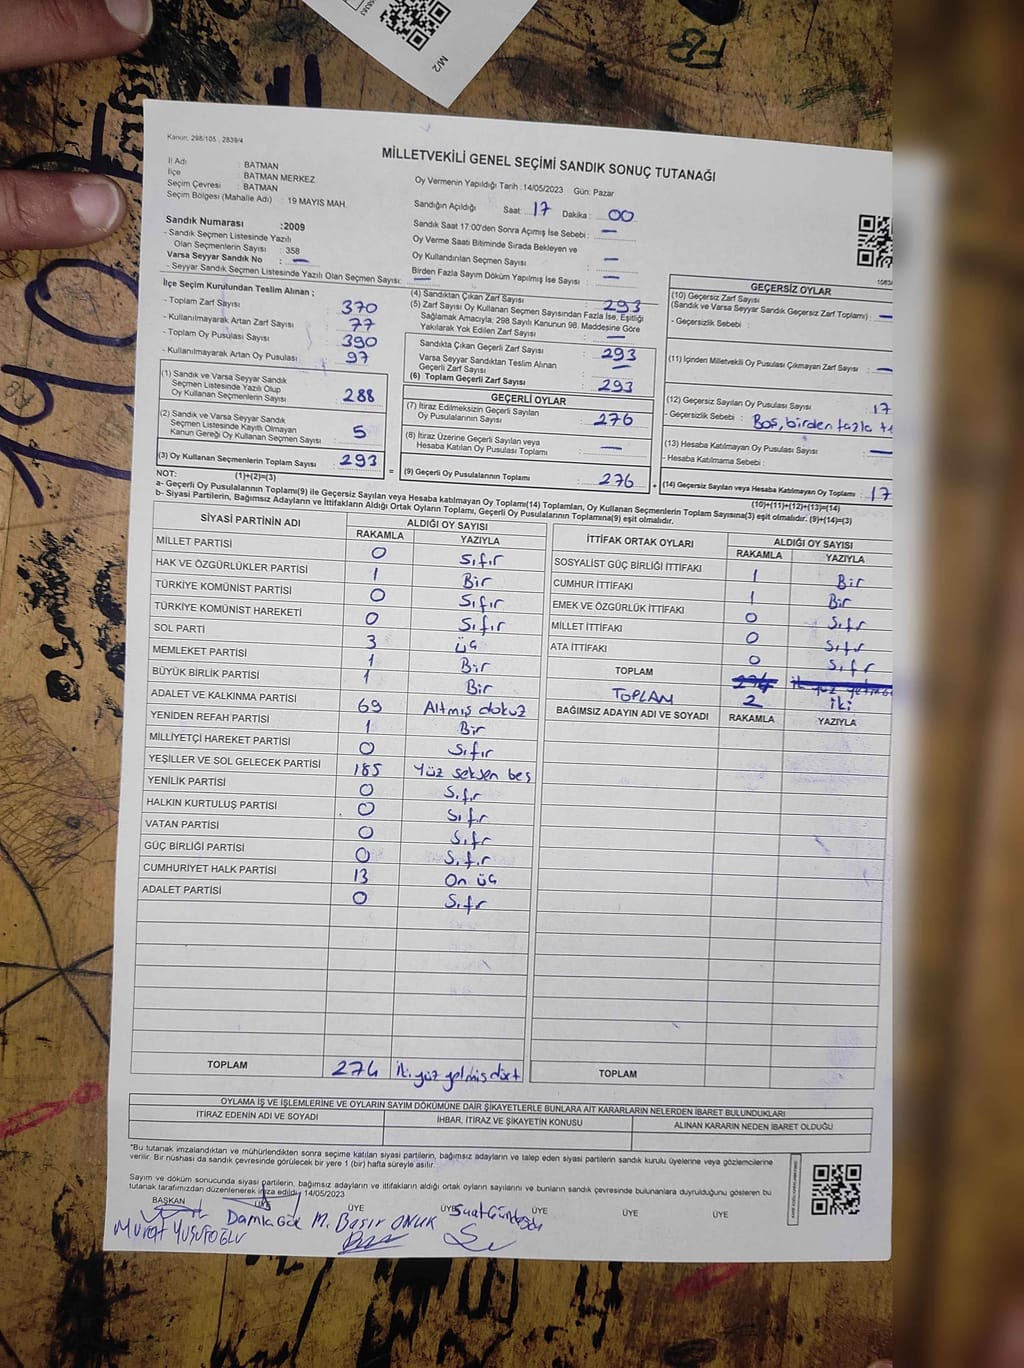 M/2
FB
Kanun, 298/105 , 2839/4
MİLLETVEKİLİ GENEL SEÇİMİ SANDIK SONUÇ TUTANAĞI
İl Adı : BATMAN
İlçe : BATMAN MERKEZ
Seçim Çevresi : BATMAN
Seçim Bölgesi (Mahalle Adı) : 19 MAYIS MAH.
Oy Vermenin Yapıldığı Tarih :14/05/2023 Gün: Pazar
Sandığın Açıldığı Saat : 17 Dakika : 00
Sandık Saat 17.00'den Sonra Açımış İse Sebebi : —
Oy Verme Saati Bitiminde Sırada Bekleyen ve
Oy Kullandırılan Seçmen Sayısı : —
Birden Fazla Sayım Döküm Yapılmış İse Sayısı : —
Sandık Numarası :2009
- Sandık Seçmen Listesinde Yazılı
Olan Seçmenlerin Sayısı : 358
Varsa Seyyar Sandık No : —
- Seyyar Sandık Seçmen Listesinde Yazılı Olan Seçmen Sayısı: —
İlçe Seçim Kurulundan Teslim Alınan ;
- Toplam Zarf Sayısı : 370
- Kullanılmayarak Artan Zarf Sayısı : 77
- Toplam Oy Pusulası Sayısı : 390
- Kullanılmayarak Artan Oy Pusulası : 97
(1) Sandık ve Varsa Seyyar Sandık
Seçmen Listesinde Yazılı Olup
Oy Kullanan Seçmenlerin Sayısı : 288
(2) Sandık ve Varsa Seyyar Sandık
Seçmen Listesinde Kayıtlı Olmayan
Kanun Gereği Oy Kullanan Seçmen Sayısı : 5
(3) Oy Kullanan Seçmenlerin Toplam Sayısı : 293
(1)+(2)=(3)
(4) Sandıktan Çıkan Zarf Sayısı : 293
(5) Zarf Sayısı Oy Kullanan Seçmen Sayısından Fazla İse, Eşitliği
Sağlamak Amacıyla; 298 Sayılı Kanunun 98. Maddesine Göre
Yakılarak Yok Edilen Zarf Sayısı : —
Sandıkta Çıkan Geçerli Zarf Sayısı : 293
Varsa Seyyar Sandıktan Teslim Alınan
Geçerli Zarf Sayısı : —
(6) Toplam Geçerli Zarf Sayısı : 293
GEÇERLİ OYLAR
(7) İtiraz Edilmeksizin Geçerli Sayılan
Oy Pusulalarının Sayısı : 276
(8) İtiraz Üzerine Geçerli Sayılan veya
Hesaba Katılan Oy Pusulası Toplamı : —
= (9) Geçerli Oy Pusulalarının Toplamı : 276 +
GEÇERSİZ OYLAR
(10) Geçersiz Zarf Sayısı
(Sandık ve Varsa Seyyar Sandık Geçersiz Zarf Toplamı) : —
- Geçersizlik Sebebi :
(11) İçinden Milletvekili Oy Pusulası Çıkmayan Zarf Sayısı : —
(12) Geçersiz Sayılan Oy Pusulası Sayısı : 17
- Geçersizlik Sebebi : Boş, birden fazla
(13) Hesaba Katılmayan Oy Pusulası Sayısı : —
- Hesaba Katılmama Sebebi :
(14) Geçersiz Sayılan veya Hesaba Katılmayan Oy Toplamı : 17
(10)+(11)+(12)+(13)=(14)
NOT:
a- Geçerli Oy Pusulalarının Toplamı(9) ile Geçersiz Sayılan veya Hesaba katılmayan Oy Toplamı(14) Toplamları, Oy Kullanan Seçmenlerin Toplam Sayısına(3) eşit olmalıdır. (9)+(14)=(3)
b- Siyasi Partilerin, Bağımsız Adayların ve İttifakların Aldığı Ortak Oyların Toplamı, Geçerli Oy Pusulalarının Toplamına(9) eşit olmalıdır.
SİYASİ PARTİNİN ADI ALDIĞI OY SAYISI
RAKAMLA YAZIYLA
MİLLET PARTİSİ 0 Sıfır
HAK VE ÖZGÜRLÜKLER PARTİSİ 1 Bir
TÜRKİYE KOMÜNİST PARTİSİ 0 Sıfır
TÜRKİYE KOMÜNİST HAREKETİ 0 Sıfır
SOL PARTİ 3 üç
MEMLEKET PARTİSİ 1 Bir
BÜYÜK BİRLİK PARTİSİ 1 Bir
ADALET VE KALKINMA PARTİSİ 69 Altmış dokuz
YENİDEN REFAH PARTİSİ 1 Bir
MİLLİYETÇİ HAREKET PARTİSİ 0 Sıfır
YEŞİLLER VE SOL GELECEK PARTİSİ 185 Yüz seksen beş
YENİLİK PARTİSİ 0 Sıfır
HALKIN KURTULUŞ PARTİSİ 0 Sıfır
VATAN PARTİSİ 0 Sıfır
GÜÇ BİRLİĞİ PARTİSİ 0 Sıfır
CUMHURİYET HALK PARTİSİ 13 On üç
ADALET PARTİSİ 0 Sıfır
TOPLAM 274 İki yüz yetmiş dört
İTTİFAK ORTAK OYLARI ALDIĞI OY SAYISI
RAKAMLA YAZIYLA
SOSYALİST GÜÇ BİRLİĞİ İTTİFAKI 1 Bir
CUMHUR İTTİFAKI 1 Bir
EMEK VE ÖZGÜRLÜK İTTİFAKI 0 Sıfır
MİLLET İTTİFAKI 0 Sıfır
ATA İTTİFAKI 0 Sıfır
TOPLAM 274
TOPLAM 2 İki
BAĞIMSIZ ADAYIN ADI VE SOYADI RAKAMLA YAZIYLA
TOPLAM
OYLAMA İŞ VE İŞLEMLERİNE VE OYLARIN SAYIM DÖKÜMÜNE DAİR ŞİKAYETLERLE BUNLARA AİT KARARLARIN NELERDEN İBARET BULUNDUKLARI
İTİRAZ EDENİN ADI VE SOYADI İHBAR, İTİRAZ VE ŞİKAYETİN KONUSU ALINAN KARARIN NEDEN İBARET OLDUĞU
*Bu tutanak imzalandıktan ve mühürlendikten sonra seçime katılan siyasi partilerin, bağımsız adayların ve talep eden siyasi partilerin sandık kurulu üyelerine veya gözlemcilerine
verilir. Bir nüshası da sandık çevresinde görülecek bir yere 1 (bir) hafta süreyle asılır.
Sayım ve döküm sonucunda siyasi partilerin, bağımsız adayların ve ittifakların aldığı ortak oyların tarafımızdan ve bunların sandık çevresinde bulunanlara duyrulduğunu gösteren bu
tutanak tarafımızdan düzenlenerek imza edildi. 14/05/2023
BAŞKAN ÜYE ÜYE ÜYE ÜYE ÜYE ÜYE
Murat YUSUFOĞLU Damla Göl M. Basır ONUK Suat Gündoğdu